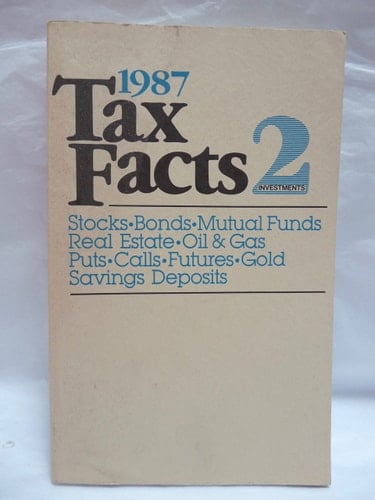 1987
Tax
Facts 2
INVESTMENTS
Stocks•Bonds•Mutual Funds
Real Estate•Oil & Gas
Puts•Calls•Futures•Gold
Savings Deposits